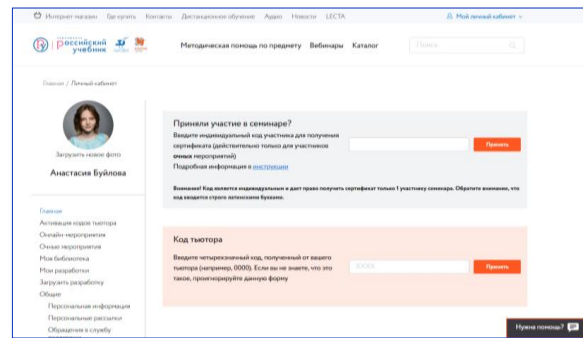 Интернет-магазин Где купить Контакты Дистанционное обучение Аудио Новости LECTA Мой личный кабинет
российский учебник
Методическая помощь по предмету Вебинары Каталог Поиск
Главная / Личный кабинет
Загрузить новое фото
Анастасия Буйлова
Главная
Активация кодов тьютора
Онлайн-мероприятия
Очные мероприятия
Моя библиотека
Мои разработки
Загрузить разработку
Общие
Персональная информация
Персональные рассылки
Обращения в службу
Приняли участие в семинаре?
Введите индивидуальный код участника для получения
сертификата (действительно только для участников
очных мероприятий)
Подробная информация в инструкции
Принять
Внимание! Код является индивидуальным и дает право получить сертификат только 1 участнику семинара. Обратите внимание, что
код вводится строго латинскими буквами.
Код тьютора
Введите четырехзначный код, полученный от вашего
тьютора (например, 0000). Если вы не знаете, что это
такое, проигнорируйте данную форму
XXXX
Принять
Нужна помощь?